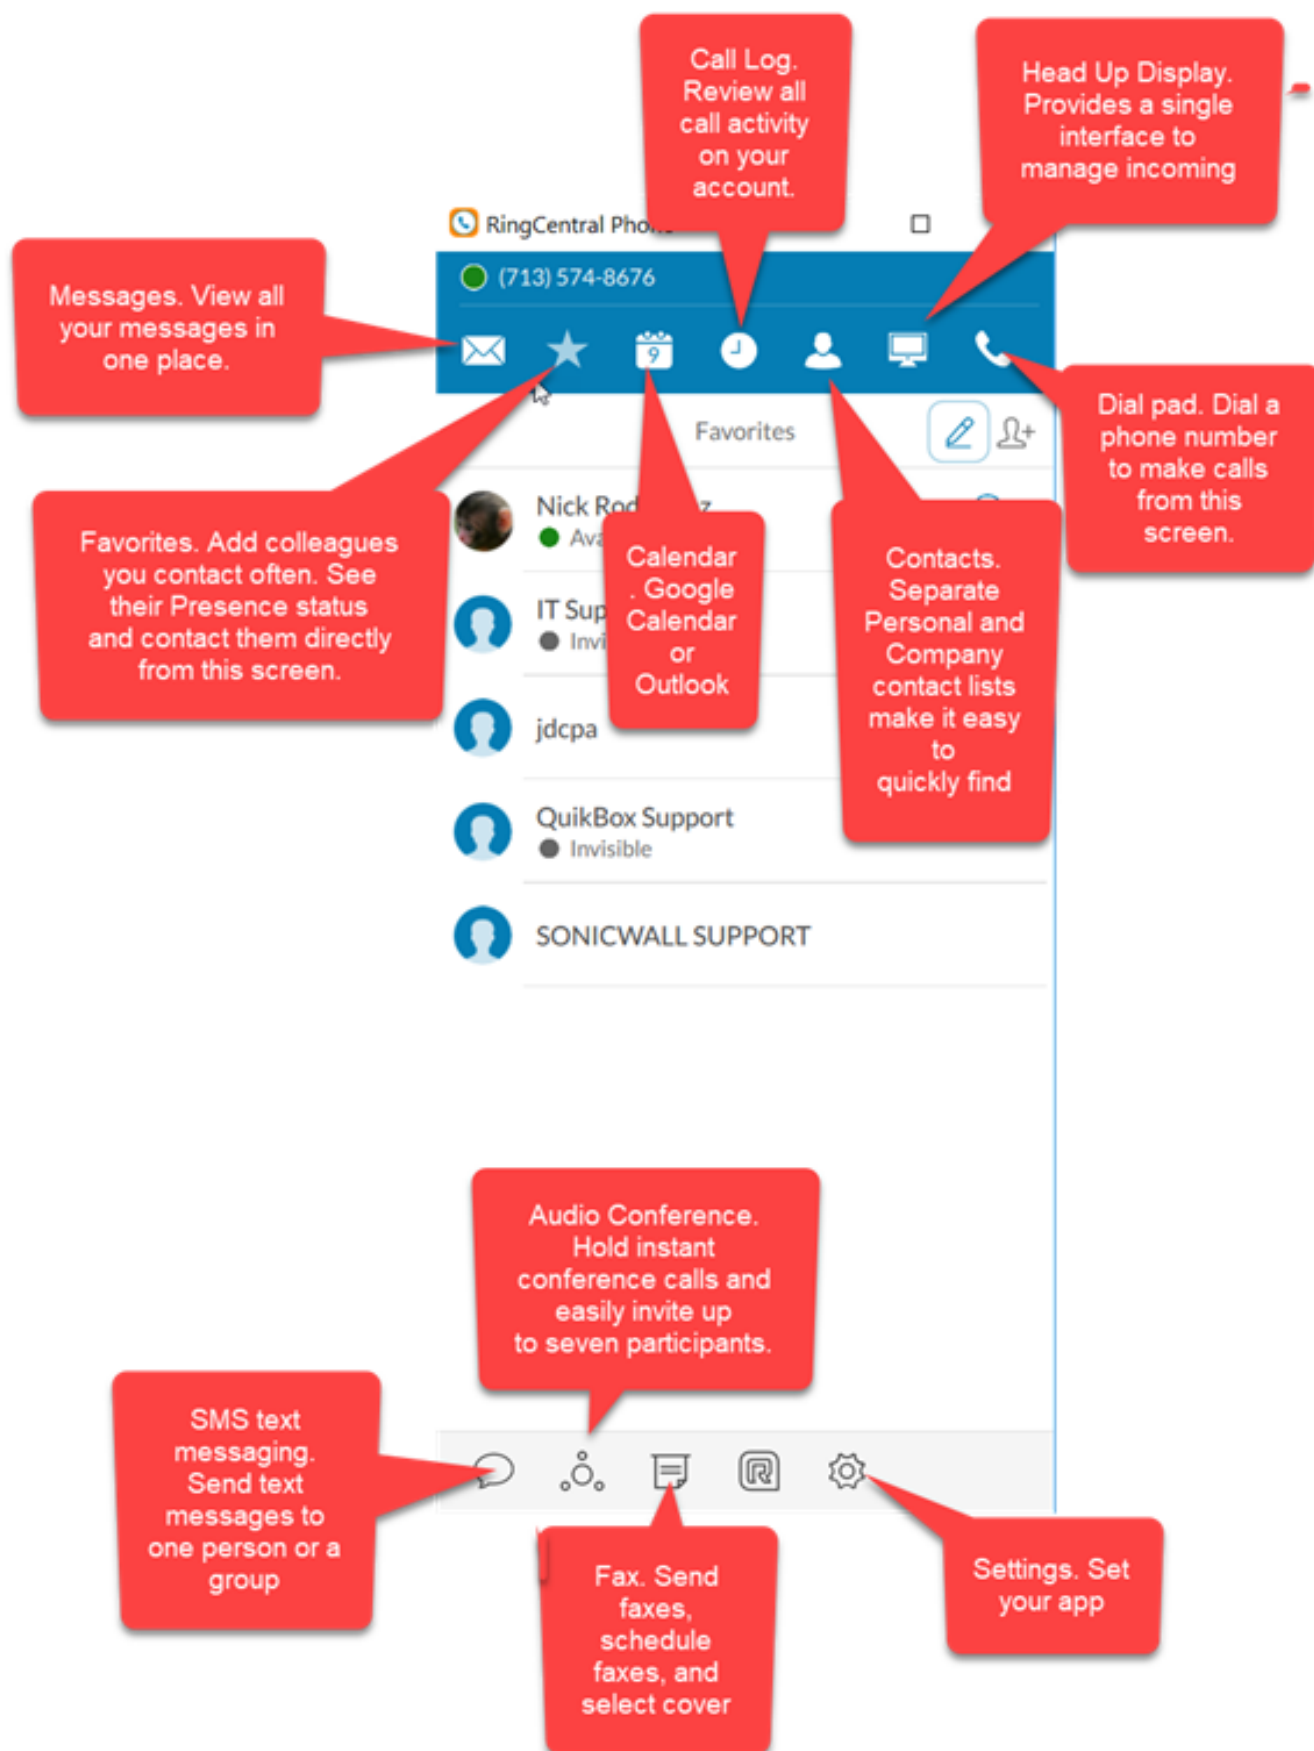 Call Log.
Review all
call activity
on your
account.
Head Up Display.
Provides a single
interface to
manage incoming
RingCentral
(713) 574-8676
Messages. View all
your messages in
one place.
9
Favorites
Dial pad. Dial a
phone number
to make calls
from this
screen.
Favorites. Add colleagues
you contact often. See
their Presence status
and contact them directly
from this screen.
Nick
Calendar
. Google
Calendar
or
Outlook
Contacts.
Separate
Personal and
Company
contact lists
make it easy
to
quickly find
IT
jdcpa
QuikBox Support
Invisible
SONICWALL SUPPORT
Audio Conference.
Hold instant
conference calls and
easily invite up
to seven participants.
SMS text
messaging.
Send text
messages to
one person or a
group
R
Fax. Send
faxes,
schedule
faxes, and
select cover
Settings. Set
your app